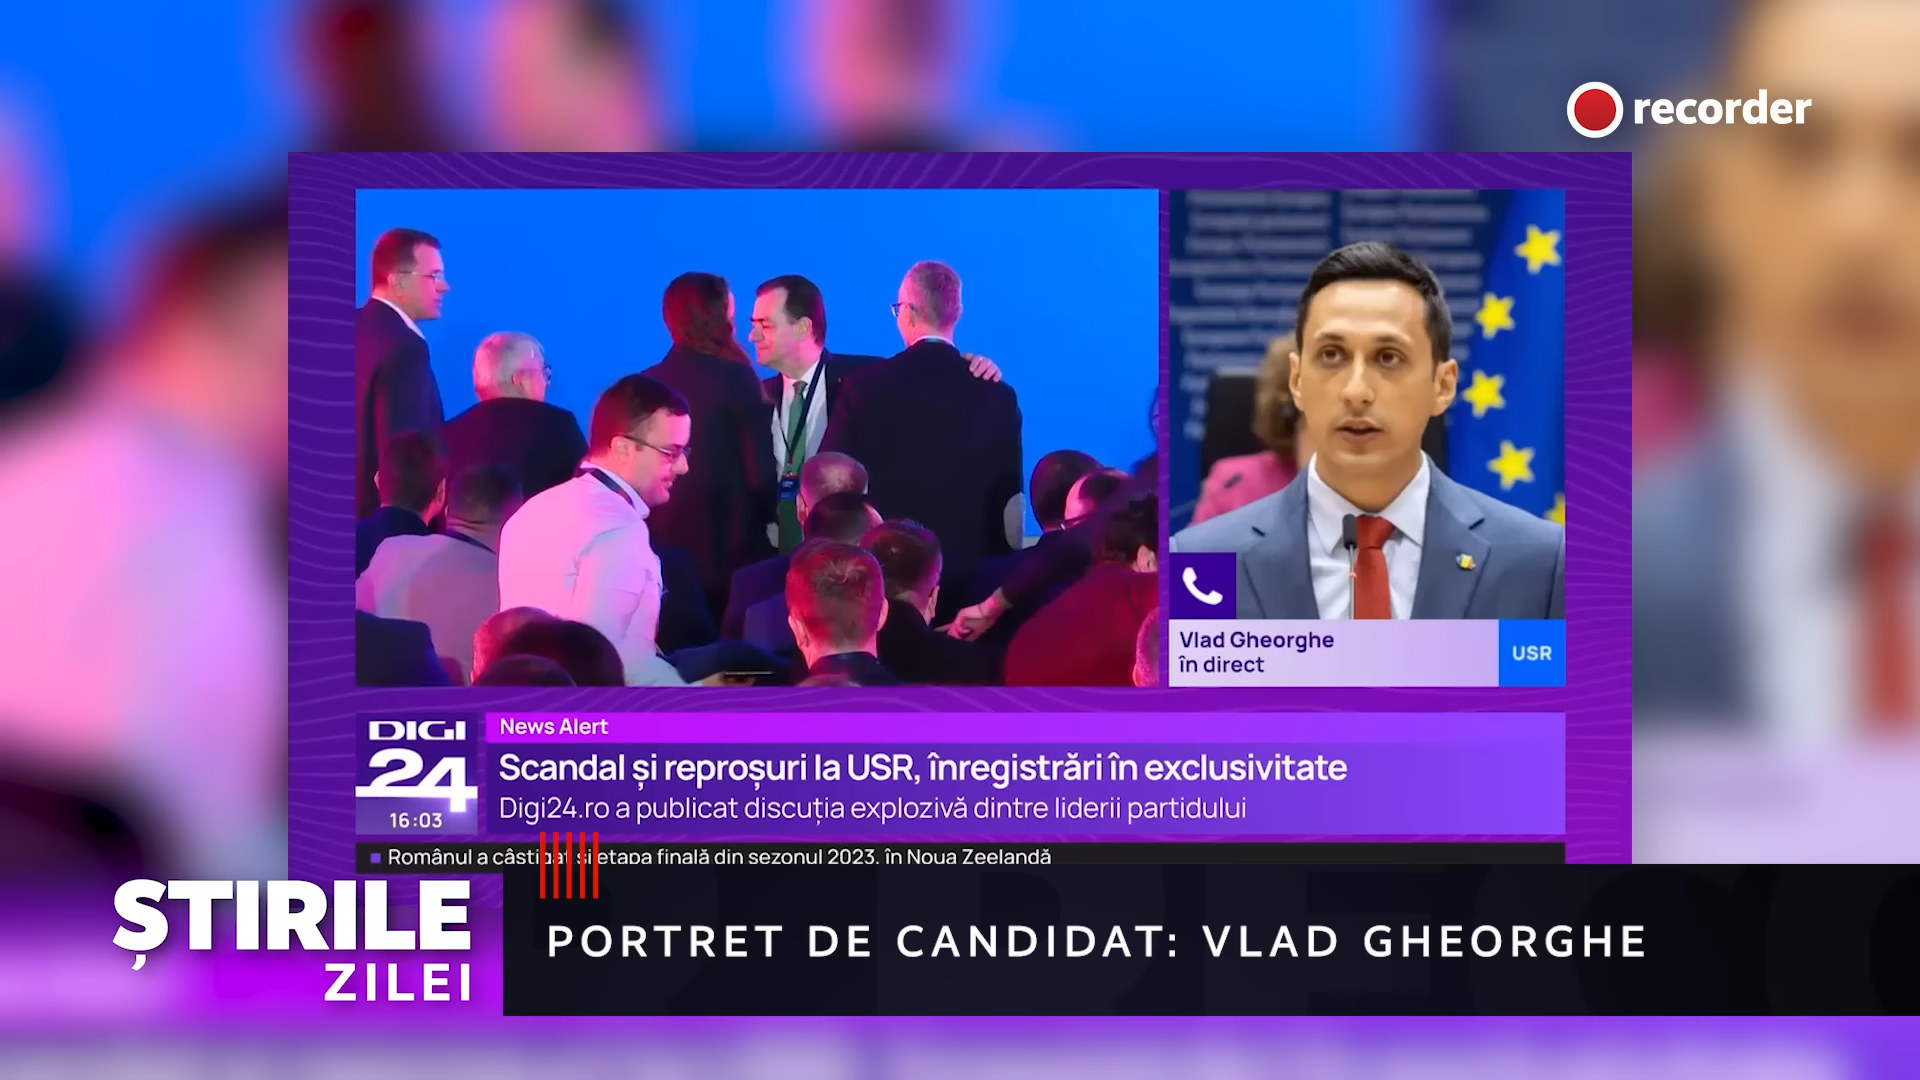 recorder
Vlad Gheorghe
în direct
USR
DIGI
24
16:03
News Alert
Scandal și reproșuri la USR, înregistrări în exclusivitate
Digi24.ro a publicat discuția explozivă dintre liderii partidului
Românul a câștigat și etapa finală din sezonul 2023, în Noua Zeelandă
ȘTIRILE
ZILEI
PORTRET DE CANDIDAT: VLAD GHEORGHE